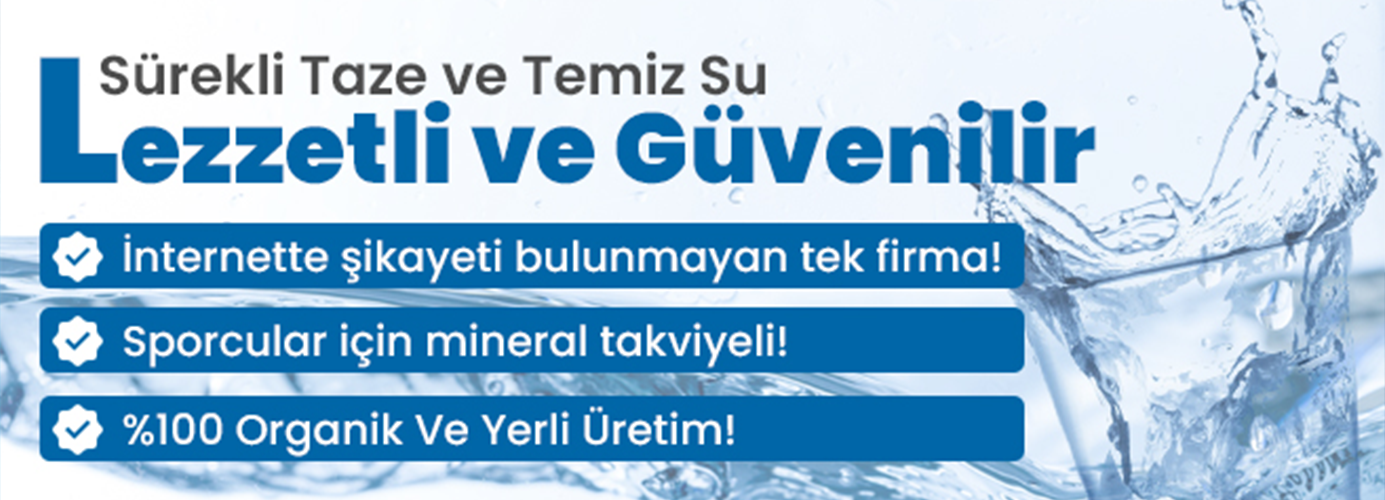 Sürekli Taze ve Temiz Su
Lezzetli ve Güvenilir
İnternette şikayeti bulunmayan tek firma!
Sporcular için mineral takviyeli!
%100 Organik Ve Yerli Üretim!